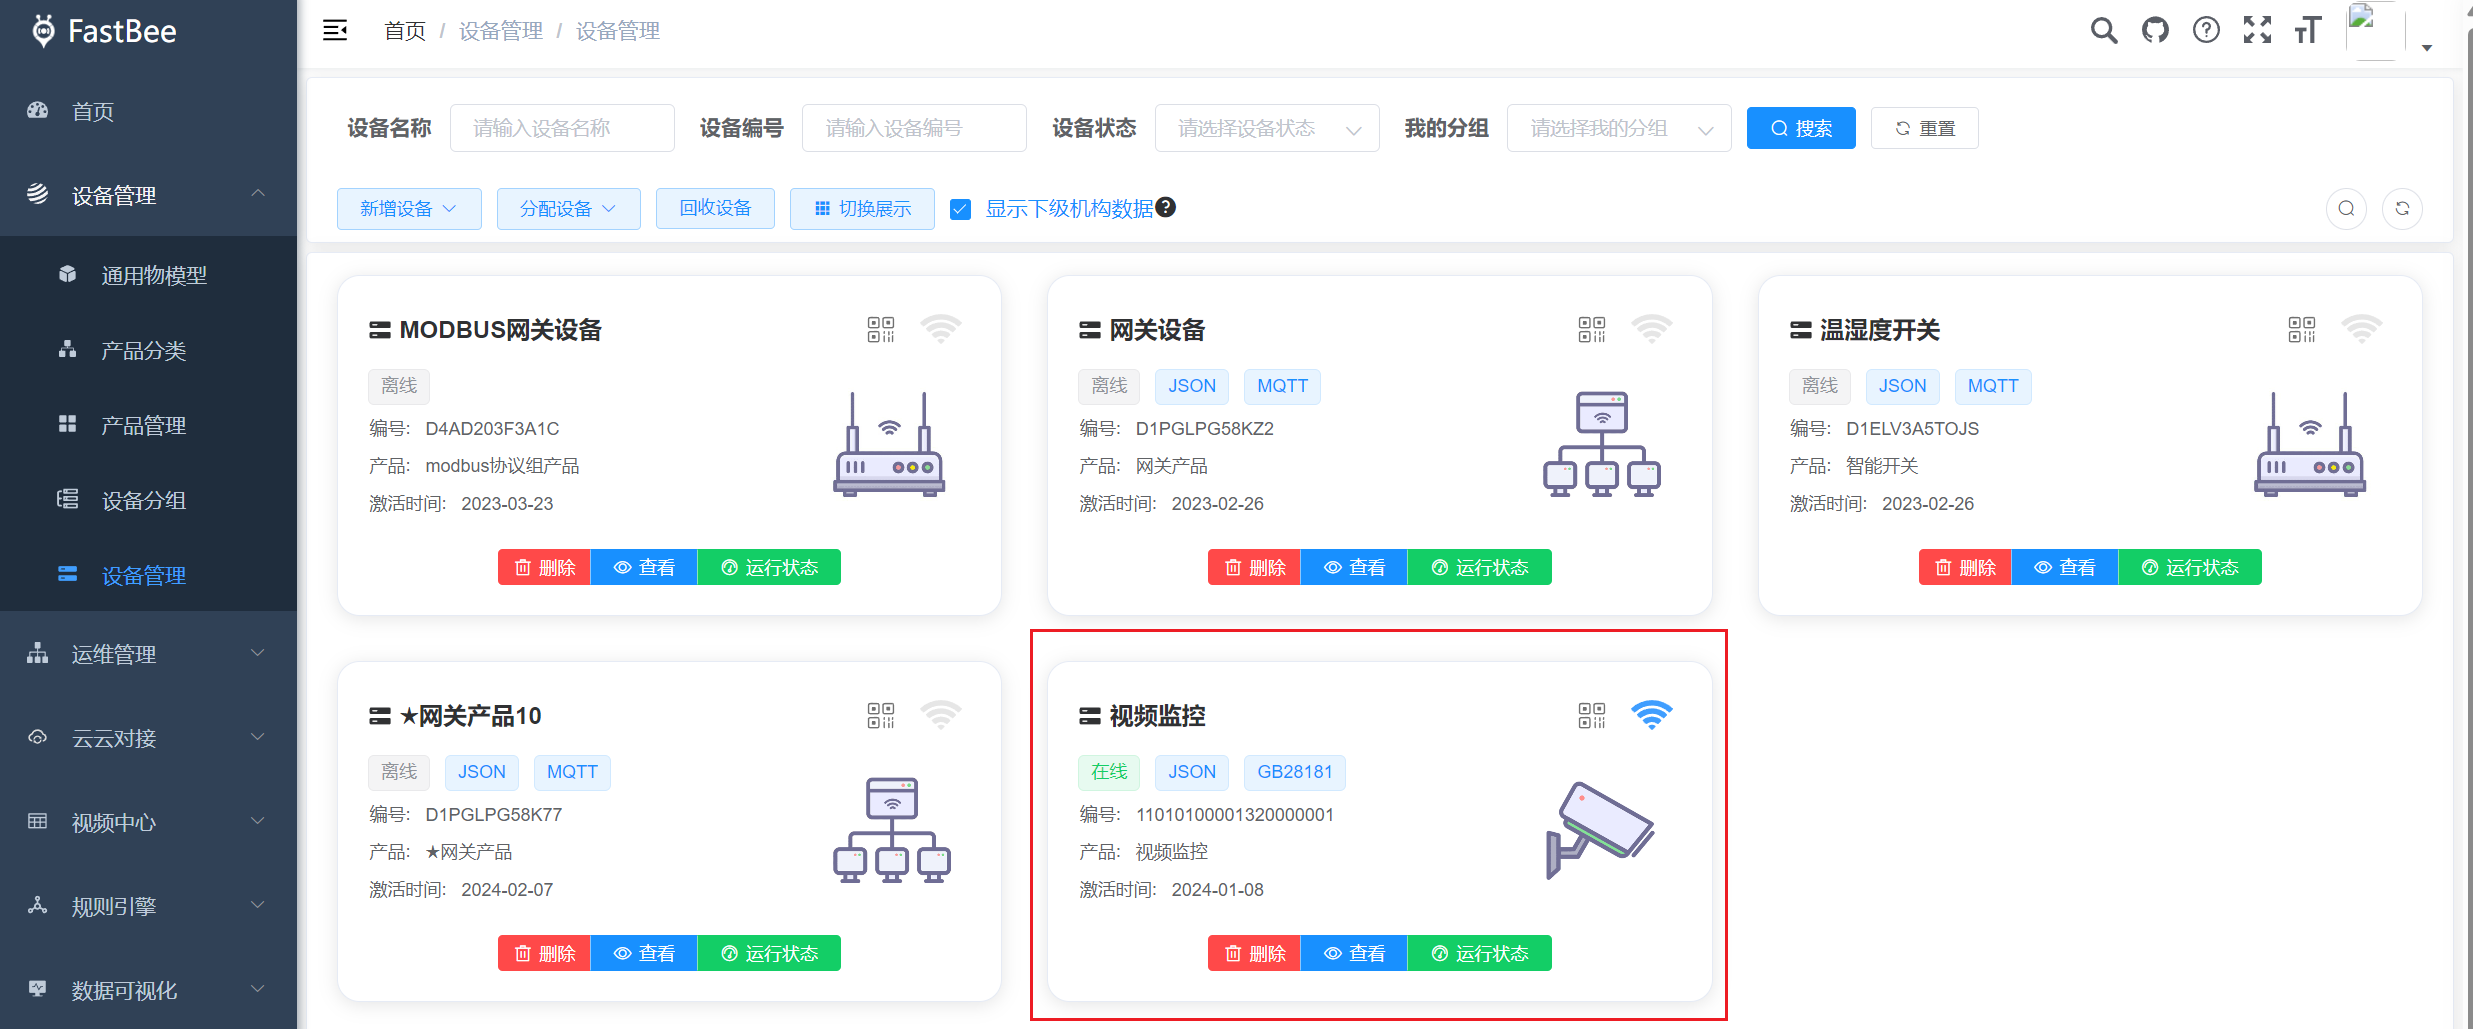 FastBee
首页 / 设备管理 / 设备管理
首页
设备管理
通用物模型
产品分类
产品管理
设备分组
设备管理
运维管理
云云对接
视频中心
规则引擎
数据可视化
设备名称 请输入设备名称 设备编号 请输入设备编号 设备状态 请选择设备状态 我的分组 请选择我的分组 搜索 重置
新增设备 分配设备 回收设备 切换展示 显示下级机构数据
MODBUS网关设备
离线
编号: D4AD203F3A1C
产品: modbus协议组产品
激活时间: 2023-03-23
删除 查看 运行状态
网关设备
离线 JSON MQTT
编号: D1PGLPG58KZ2
产品: 网关产品
激活时间: 2023-02-26
删除 查看 运行状态
温湿度开关
离线 JSON MQTT
编号: D1ELV3A5TOJS
产品: 智能开关
激活时间: 2023-02-26
删除 查看 运行状态
★网关产品10
离线 JSON MQTT
编号: D1PGLPG58K77
产品: ★网关产品
激活时间: 2024-02-07
删除 查看 运行状态
视频监控
在线 JSON GB28181
编号: 11010100001320000001
产品: 视频监控
激活时间: 2024-01-08
删除 查看 运行状态